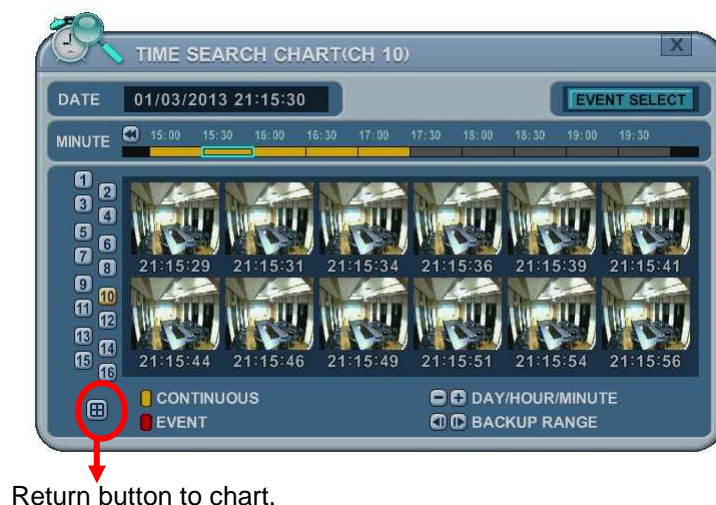 TIME SEARCH CHART(CH 10)
X
DATE 01/03/2013 21:15:30 EVENT SELECT
MINUTE 15:00 15:30 16:00 16:30 17:00 17:30 18:00 18:30 19:00 19:30
1
2
3
4
5
6
7
8
9
10
11
12
13
14
15
16
21:15:29 21:15:31 21:15:34 21:15:36 21:15:39 21:15:41
21:15:44 21:15:46 21:15:49 21:15:51 21:15:54 21:15:56
CONTINUOUS
EVENT
DAY/HOUR/MINUTE
BACKUP RANGE
Return button to chart.